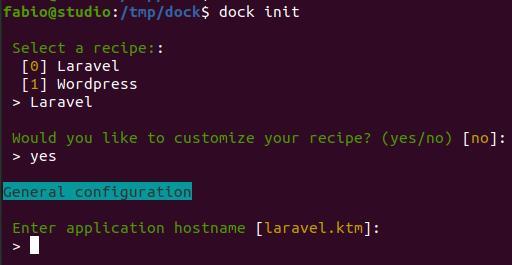 fabio@studio:/tmp/dock$ dock init
Select a recipe::
[0] Laravel
[1] Wordpress
> Laravel
Would you like to customize your recipe? (yes/no) [no]:
> yes
General configuration
Enter application hostname [laravel.ktm]:
>